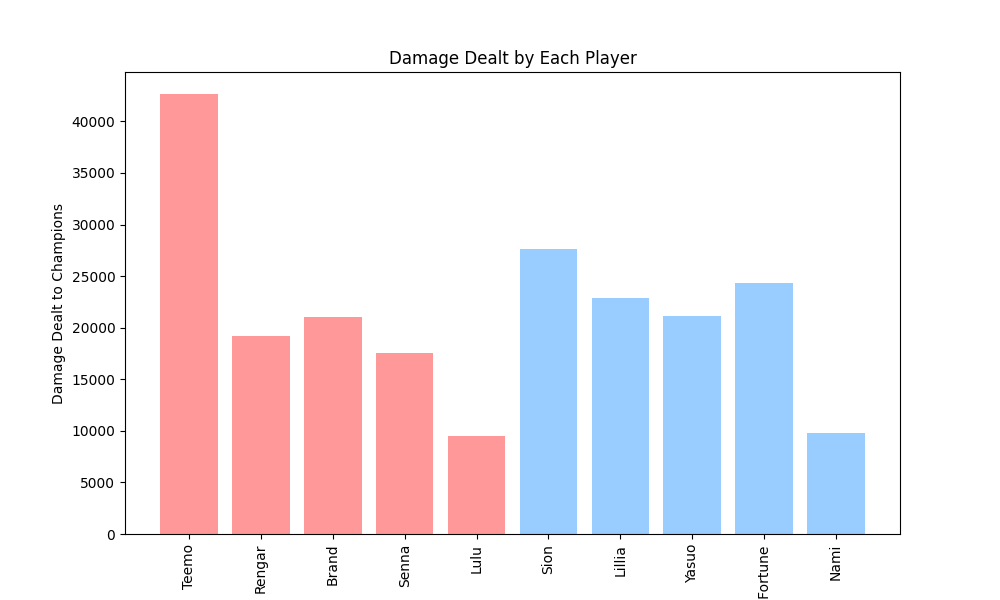 Damage Dealt by Each Player
Damage Dealt to Champions
40000
35000
30000
25000
20000
15000
10000
5000
0
Teemo
Rengar
Brand
Senna
Lulu
Sion
Lillia
Yasuo
Fortune
Nami